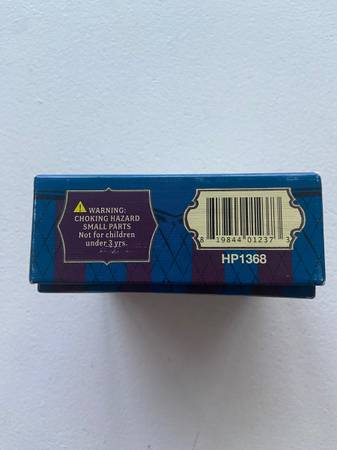 WARNING:
CHOKING HAZARD
SMALL PARTS
Not for children
under 3 yrs.
8 19844 01237 3
HP1368